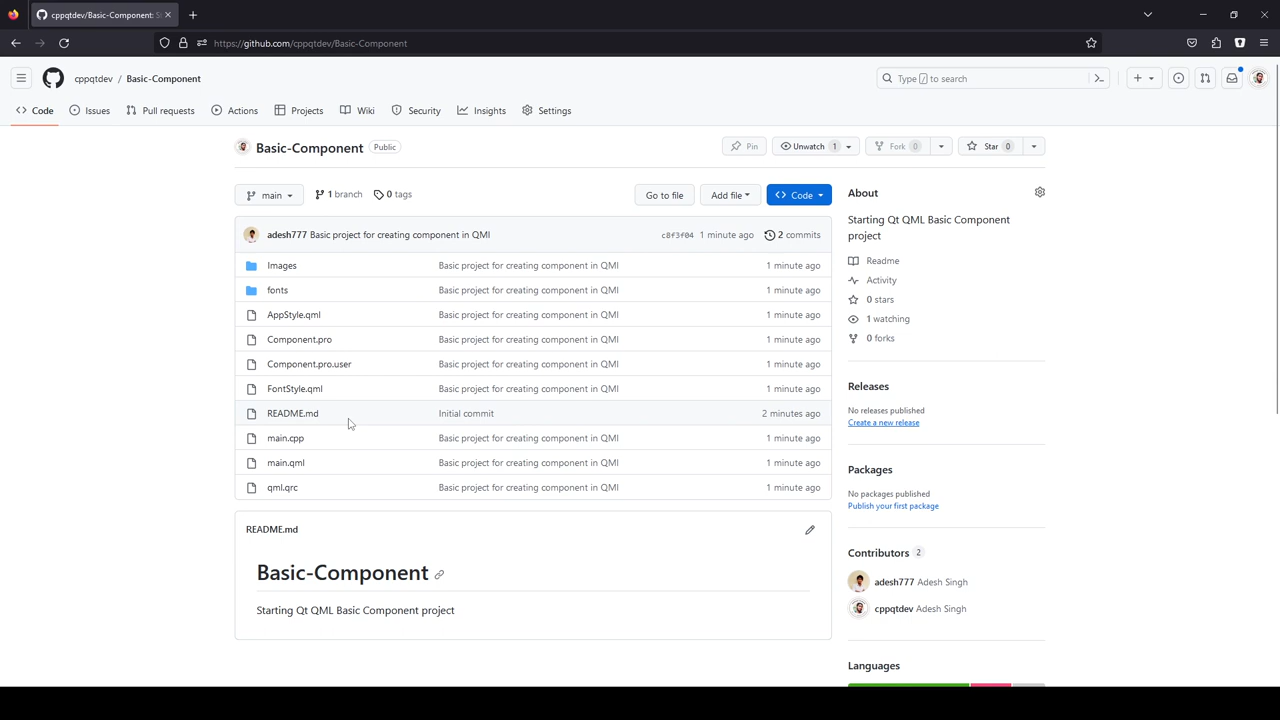 cppqtdev/Basic-Component: S
https://github.com/cppqtdev/Basic-Component
cppqtdev / Basic-Component
Type / to search
Code Issues Pull requests Actions Projects Wiki Security Insights Settings
Basic-Component Public
Pin Unwatch 1 Fork 0 Star 0
main 1 branch 0 tags Go to file Add file Code
adesh777 Basic project for creating component in QMl c8f3f04 1 minute ago 2 commits
Images Basic project for creating component in QMl 1 minute ago
fonts Basic project for creating component in QMl 1 minute ago
AppStyle.qml Basic project for creating component in QMl 1 minute ago
Component.pro Basic project for creating component in QMl 1 minute ago
Component.pro.user Basic project for creating component in QMl 1 minute ago
FontStyle.qml Basic project for creating component in QMl 1 minute ago
README.md Initial commit 2 minutes ago
main.cpp Basic project for creating component in QMl 1 minute ago
main.qml Basic project for creating component in QMl 1 minute ago
qml.qrc Basic project for creating component in QMl 1 minute ago
README.md
Basic-Component
Starting Qt QML Basic Component project
About
Starting Qt QML Basic Component
project
Readme
Activity
0 stars
1 watching
0 forks
Releases
No releases published
Create a new release
Packages
No packages published
Publish your first package
Contributors 2
adesh777 Adesh Singh
cppqtdev Adesh Singh
Languages